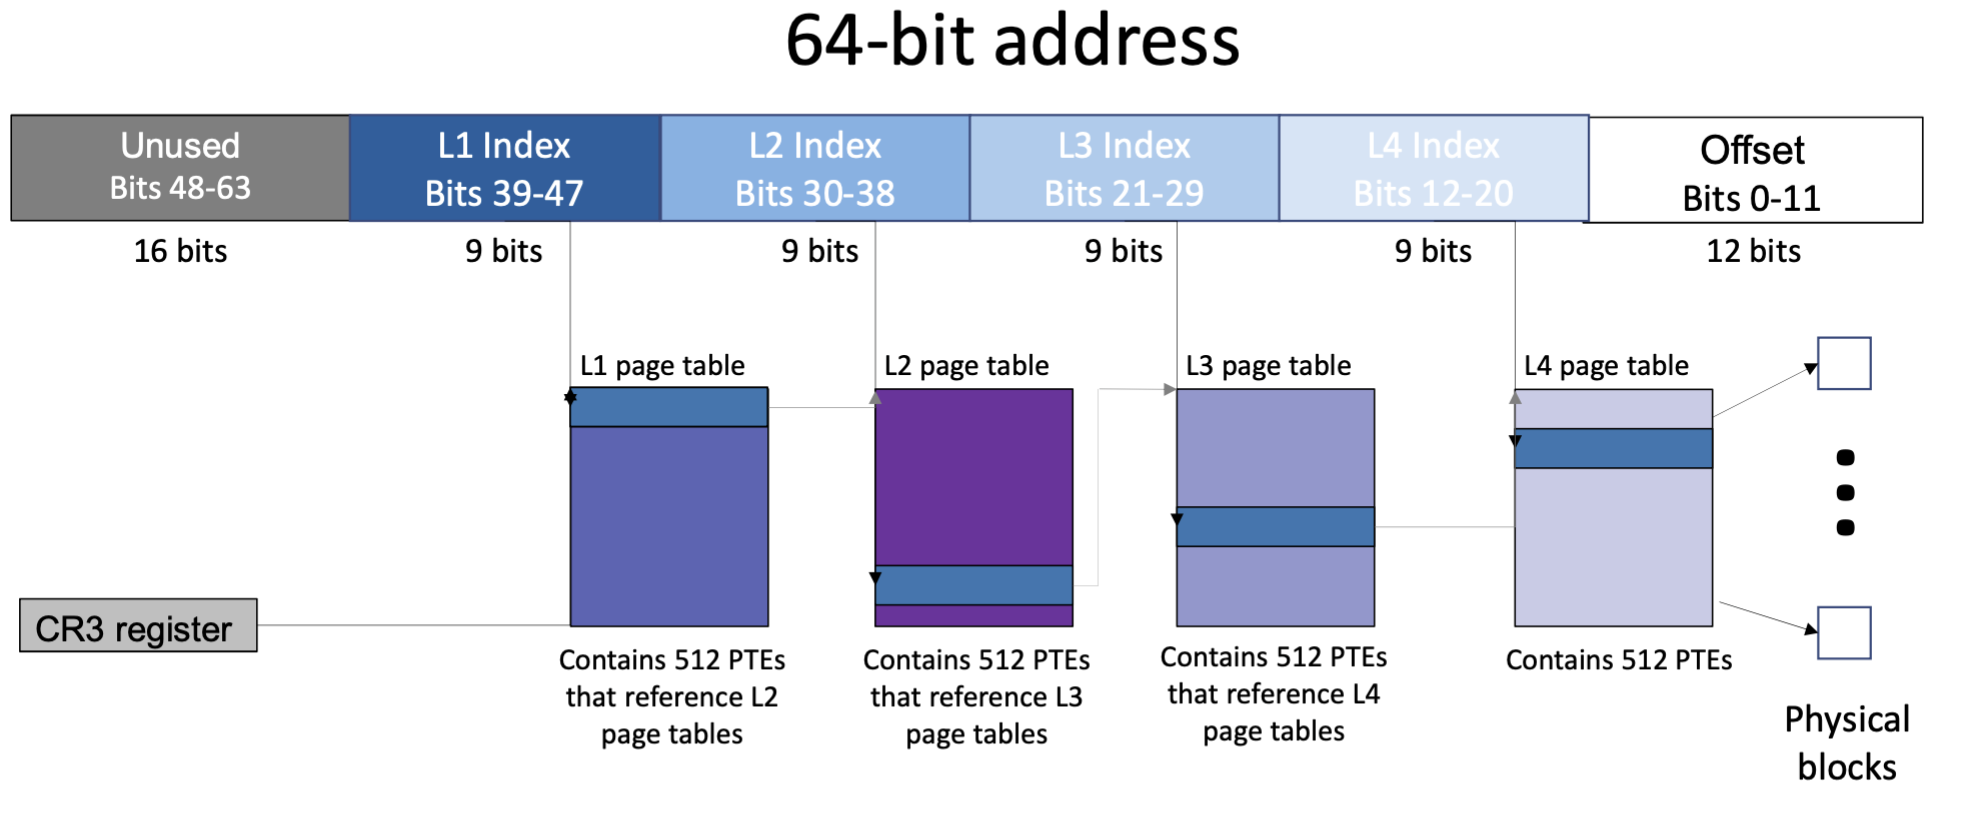 64-bit address
Unused
Bits 48-63
L1 Index
Bits 39-47
L2 Index
Bits 30-38
L3 Index
Bits 21-29
L4 Index
Bits 12-20
Offset
Bits 0-11
16 bits
9 bits
9 bits
9 bits
9 bits
12 bits
L1 page table
L2 page table
L3 page table
L4 page table
CR3 register
Contains 512 PTEs
that reference L2
page tables
Contains 512 PTEs
that reference L3
page tables
Contains 512 PTEs
that reference L4
page tables
Contains 512 PTEs
Physical
blocks